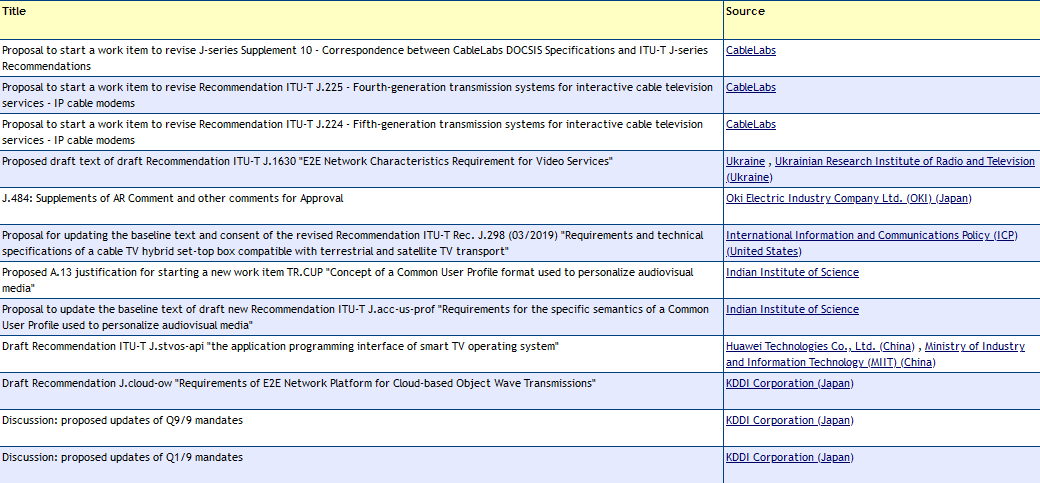 Title
Source
Proposal to start a work item to revise J-series Supplement 10 - Correspondence between CableLabs DOCSIS Specifications and ITU-T J-series
Recommendations
CableLabs
Proposal to start a work item to revise Recommendation ITU-T J.225 - Fourth-generation transmission systems for interactive cable television
services - IP cable modems
CableLabs
Proposal to start a work item to revise Recommendation ITU-T J.224 - Fifth-generation transmission systems for interactive cable television
services - IP cable modems
CableLabs
Proposed draft text of draft Recommendation ITU-T J.1630 "E2E Network Characteristics Requirement for Video Services"
Ukraine , Ukrainian Research Institute of Radio and Television
(Ukraine)
J.484: Supplements of AR Comment and other comments for Approval
Oki Electric Industry Company Ltd. (OKI) (Japan)
Proposal for updating the baseline text and consent of the revised Recommendation ITU-T Rec. J.298 (03/2019) "Requirements and technical
specifications of a cable TV hybrid set-top box compatible with terrestrial and satellite TV transport"
International Information and Communications Policy (ICP)
(United States)
Proposed A.13 justification for starting a new work item TR.CUP "Concept of a Common User Profile format used to personalize audiovisual
media"
Indian Institute of Science
Proposal to update the baseline text of draft new Recommendation ITU-T J.acc-us-prof "Requirements for the specific semantics of a Common
User Profile used to personalize audiovisual media"
Indian Institute of Science
Draft Recommendation ITU-T J.stvos-api "the application programming interface of smart TV operating system"
Huawei Technologies Co., Ltd. (China) , Ministry of Industry
and Information Technology (MIIT) (China)
Draft Recommendation J.cloud-ow "Requirements of E2E Network Platform for Cloud-based Object Wave Transmissions"
KDDI Corporation (Japan)
Discussion: proposed updates of Q9/9 mandates
KDDI Corporation (Japan)
Discussion: proposed updates of Q1/9 mandates
KDDI Corporation (Japan)